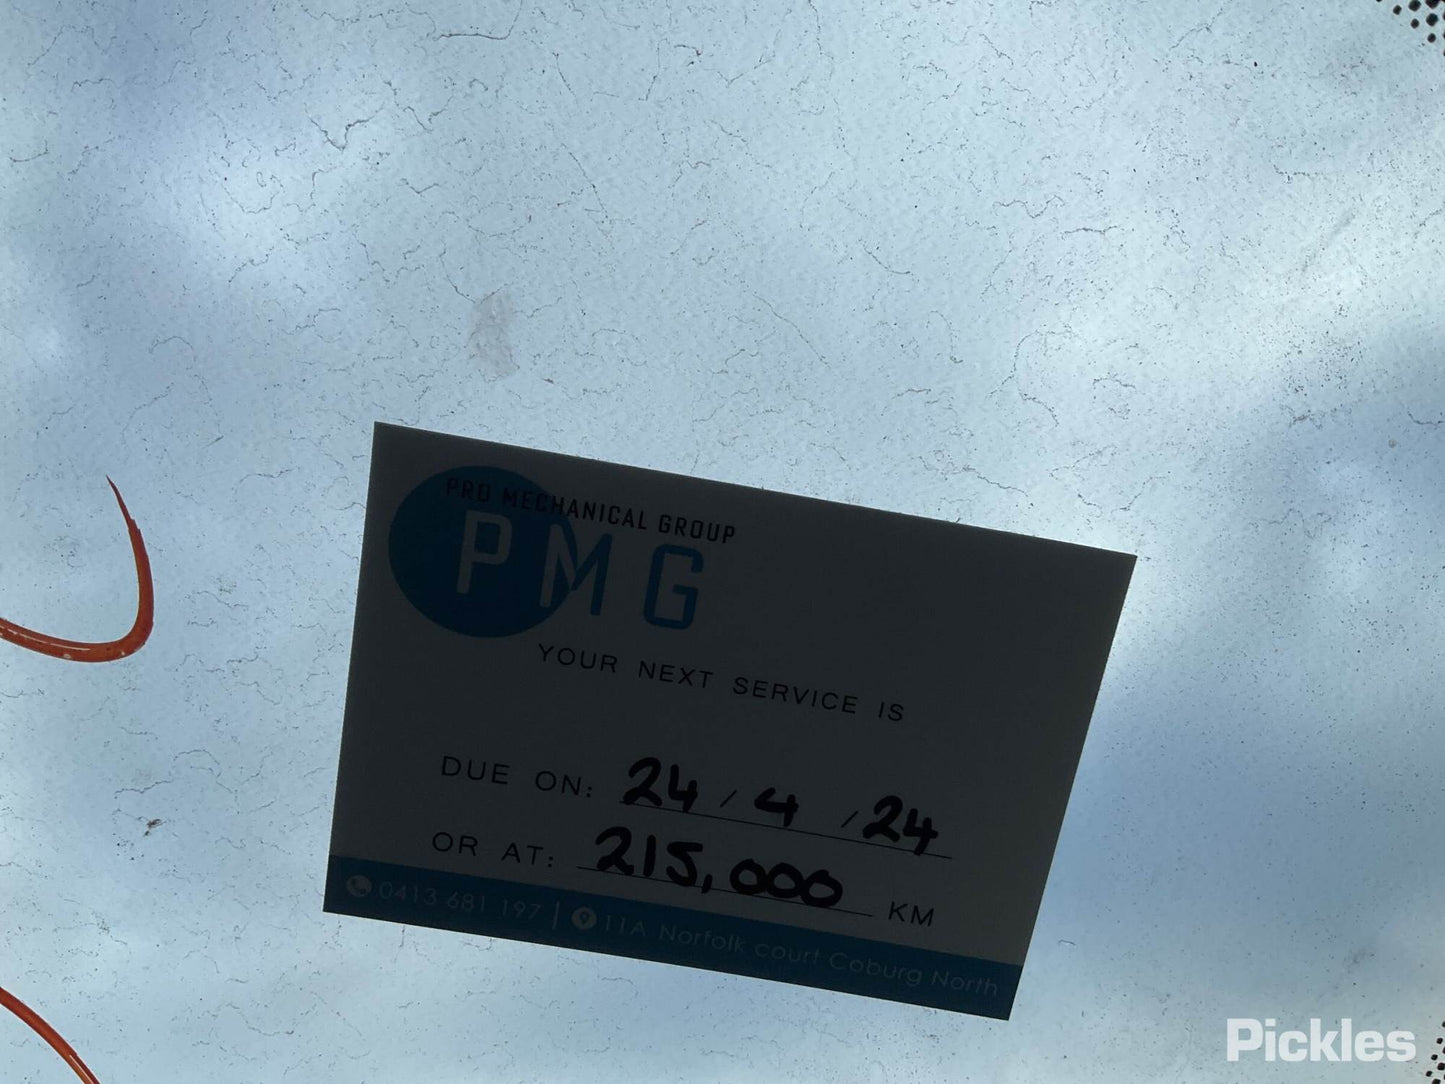 PRO MECHANICAL GROUP
PMG
YOUR NEXT SERVICE IS
DUE ON: 24 / 4 / 24
OR AT: 215,000 KM
0413 681 197 | 11A Norfolk court Coburg North
Pickles